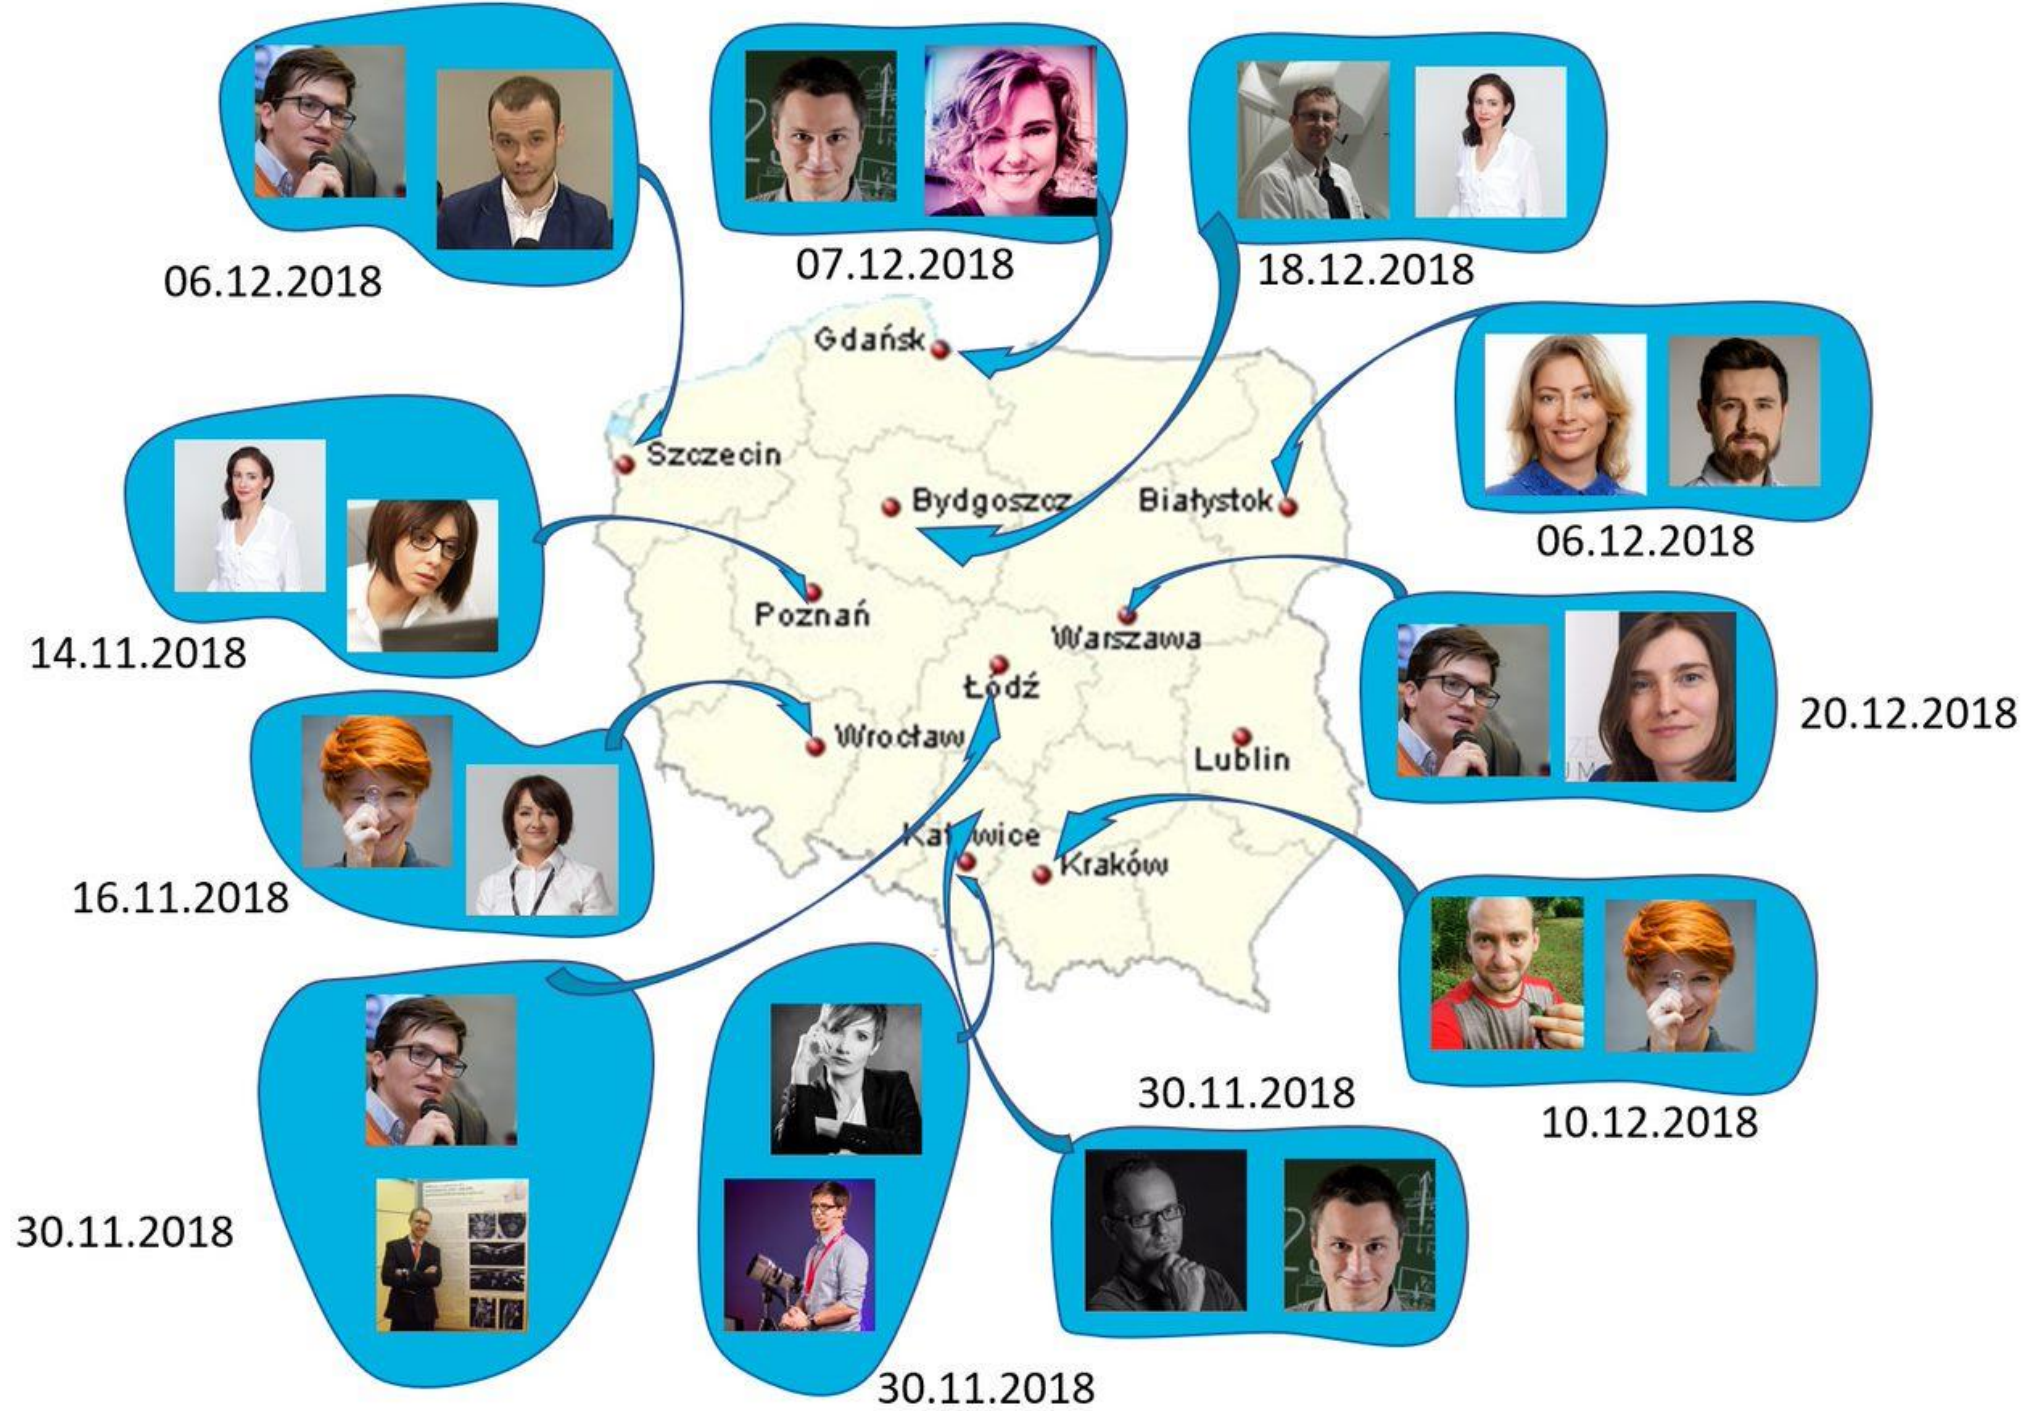 06.12.2018
07.12.2018
18.12.2018
Gdańsk
Szczecin
Bydgoszcz
Białystok
06.12.2018
Poznań
Warszawa
14.11.2018
Łódź
20.12.2018
Wrocław
Lublin
Katowice
Kraków
16.11.2018
30.11.2018
10.12.2018
30.11.2018
30.11.2018